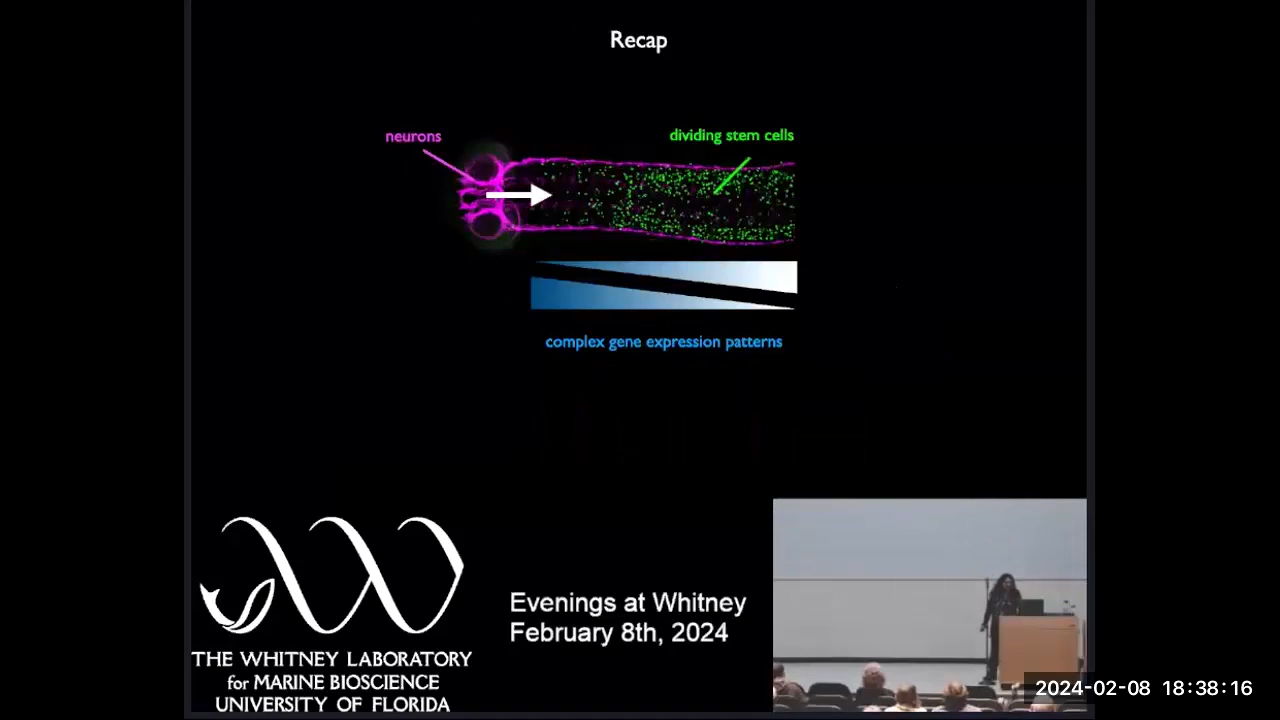 Recap
neurons
dividing stem cells
complex gene expression patterns
Evenings at Whitney
February 8th, 2024
THE WHITNEY LABORATORY
for MARINE BIOSCIENCE
UNIVERSITY OF FLORIDA
2024-02-08 18:38:16